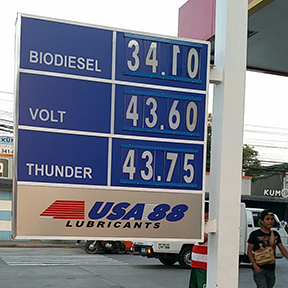 BIODIESEL 34.10
VOLT 43.60
THUNDER 43.75
USA 88
LUBRICANTS